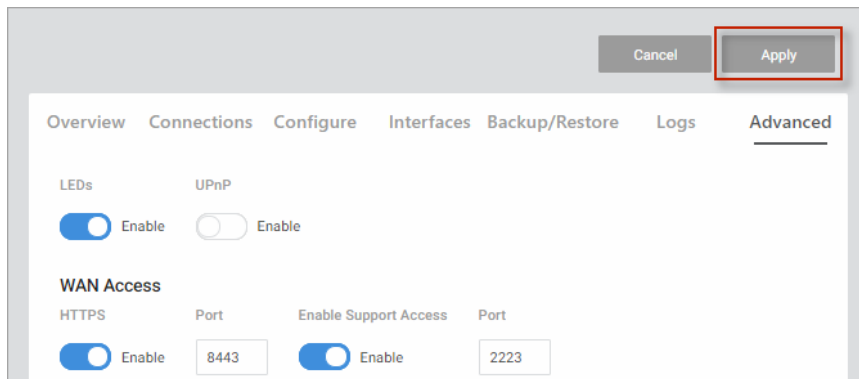 Cancel Apply
Overview Connections Configure Interfaces Backup/Restore Logs Advanced
LEDs UPnP
Enable Enable
WAN Access
HTTPS Port Enable Support Access Port
Enable 8443 Enable 2223